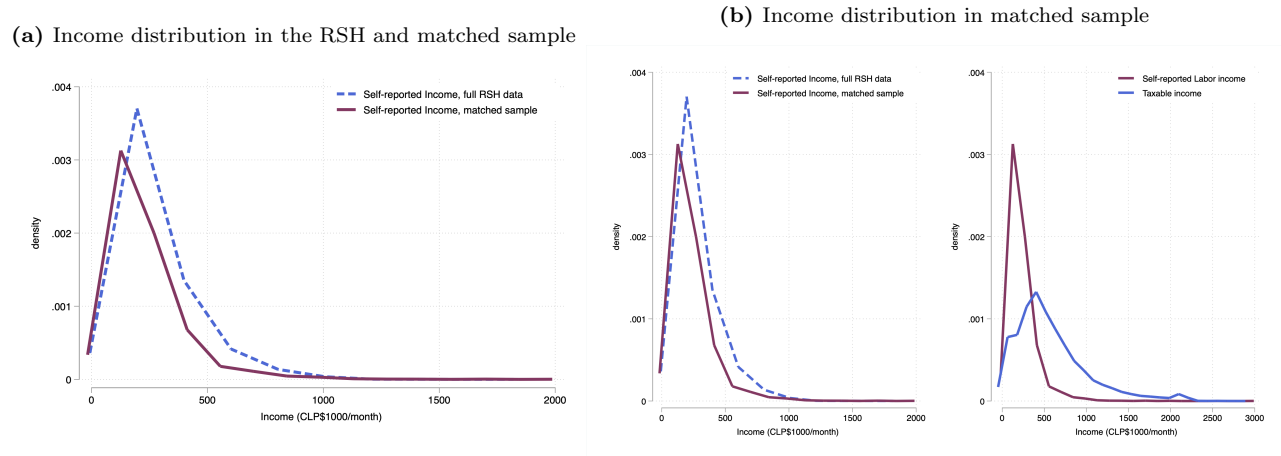 (a) Income distribution in the RSH and matched sample
.004
.003
.002
.001
0
density
Self-reported Income, full RSH data
Self-reported Income, matched sample
0 500 1000 1500 2000
Income (CLP$1000/month)
(b) Income distribution in matched sample
.004
.003
.002
.001
0
density
Self-reported Income, full RSH data
Self-reported Income, matched sample
0 500 1000 1500 2000
Income (CLP$1000/month)
.004
.003
.002
.001
0
density
Self-reported Labor income
Taxable income
0 500 1000 1500 2000 2500 3000
Income (CLP$1000/month)